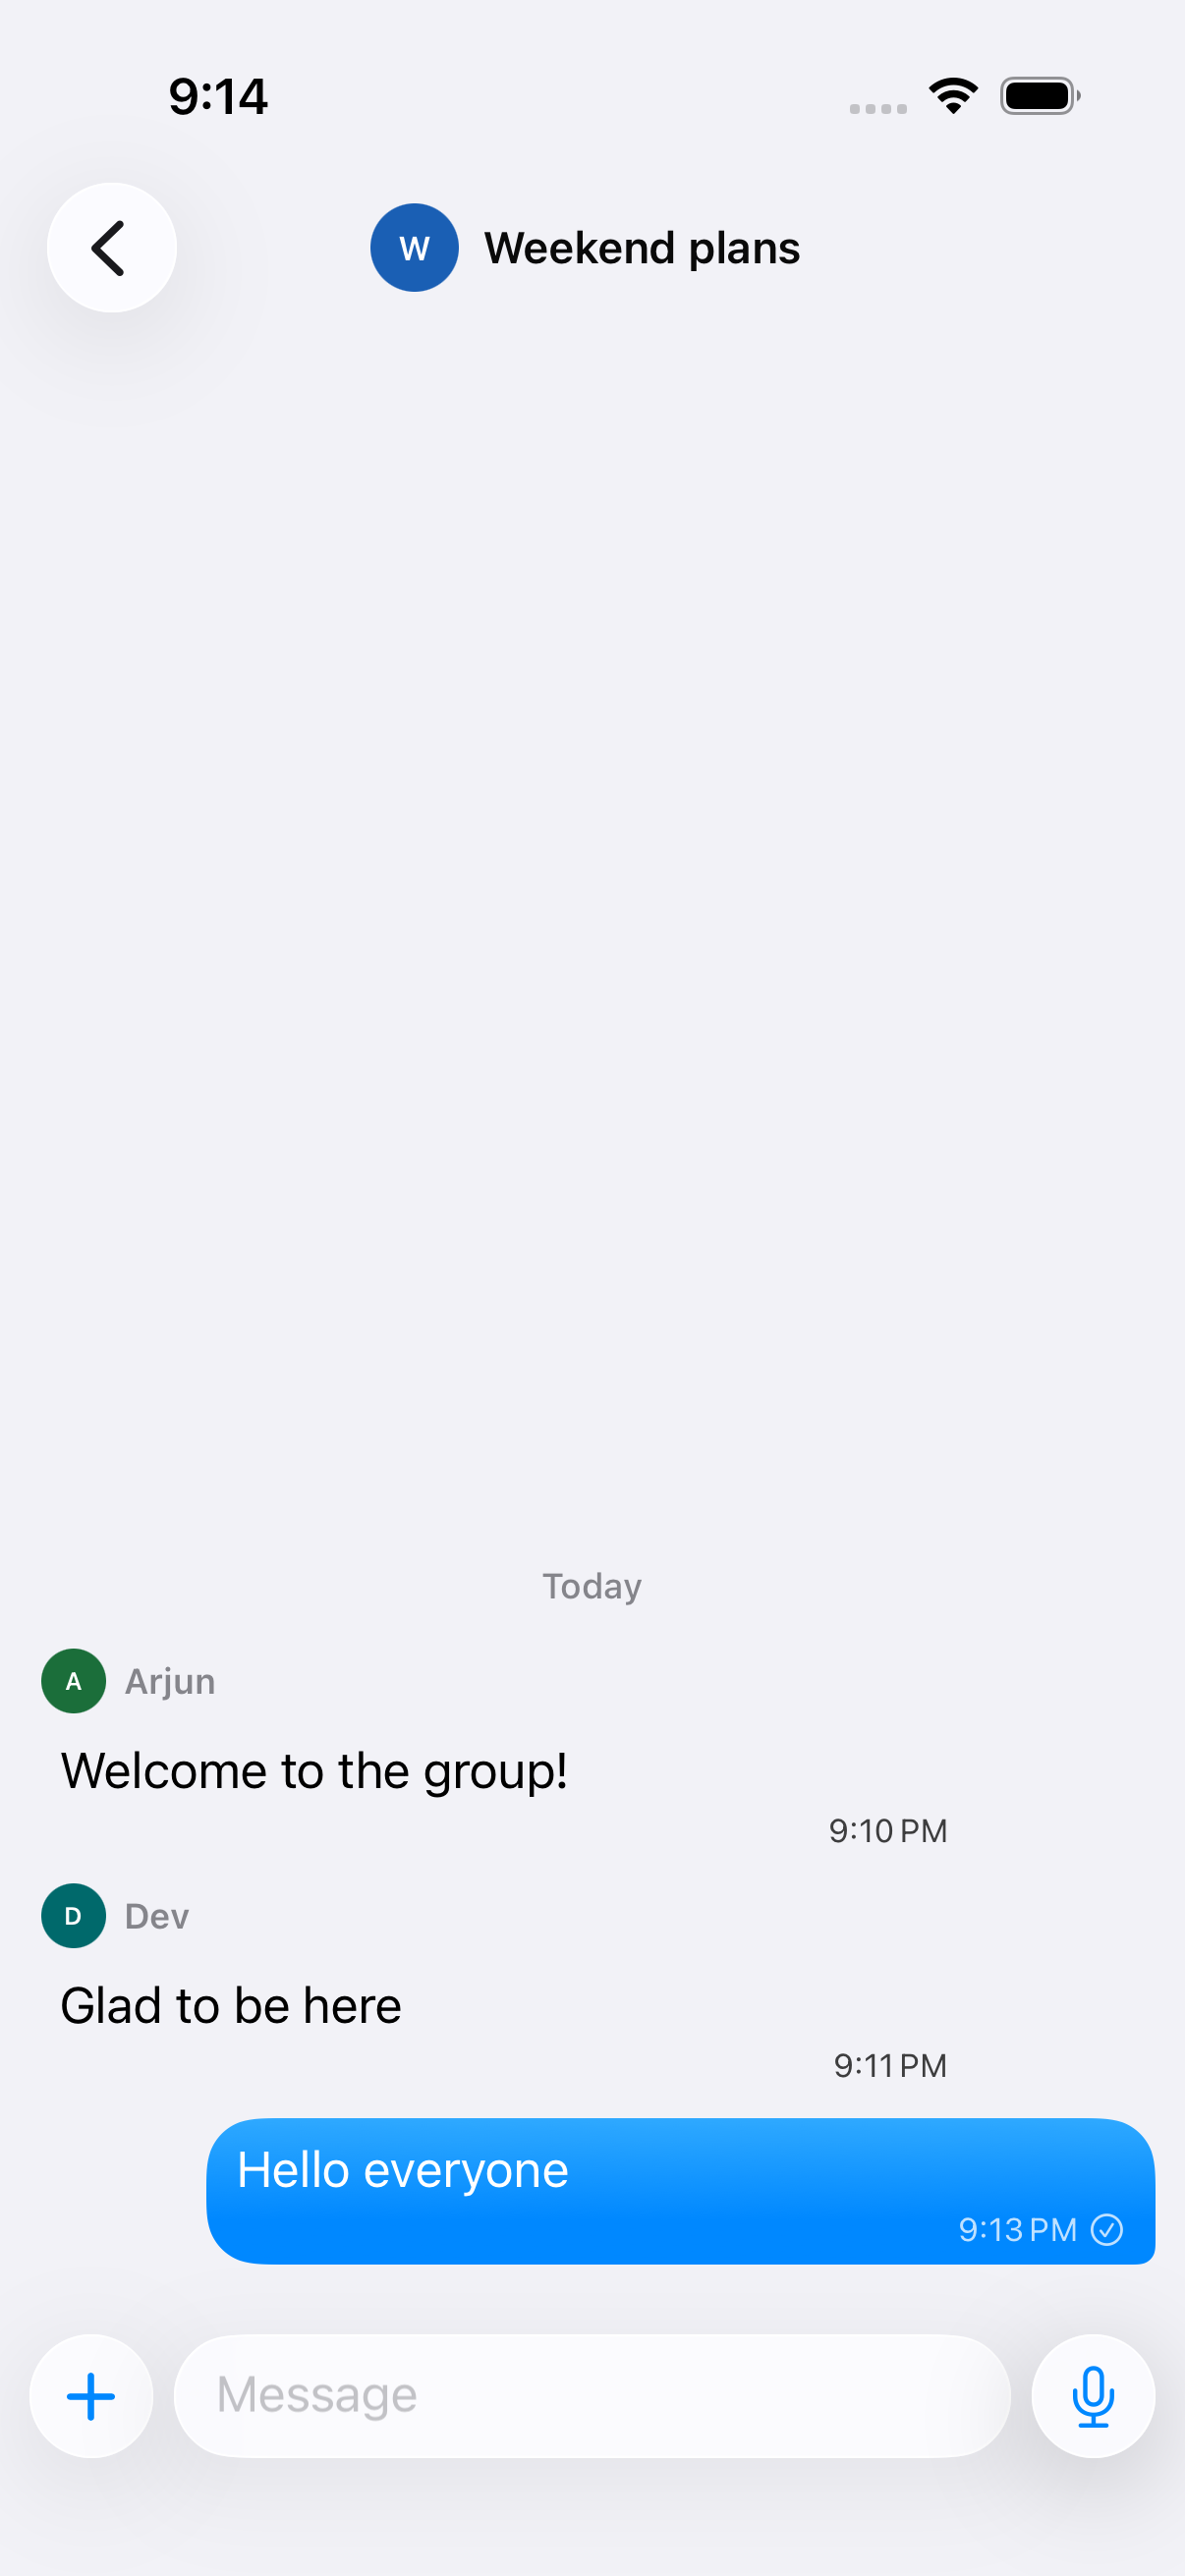 9:14
W Weekend plans
Today
A Arjun
Welcome to the group!
9:10 PM
D Dev
Glad to be here
9:11 PM
Hello everyone
9:13 PM
Message